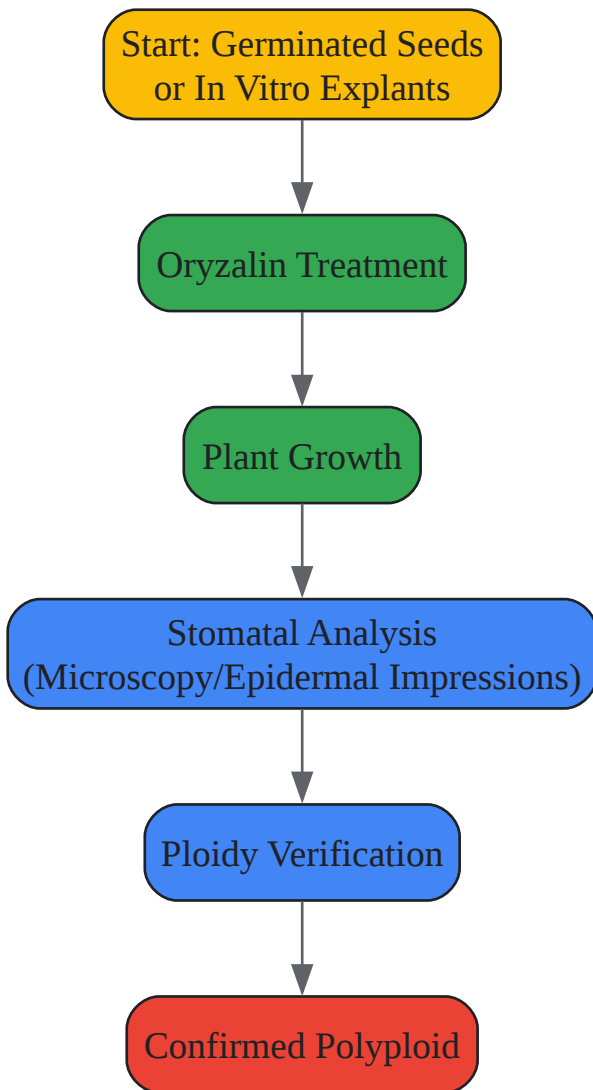 Start: Germinated Seeds
or In Vitro Explants
Oryzalin Treatment
Plant Growth
Stomatal Analysis
(Microscopy/Epidermal Impressions)
Ploidy Verification
Confirmed Polyploid